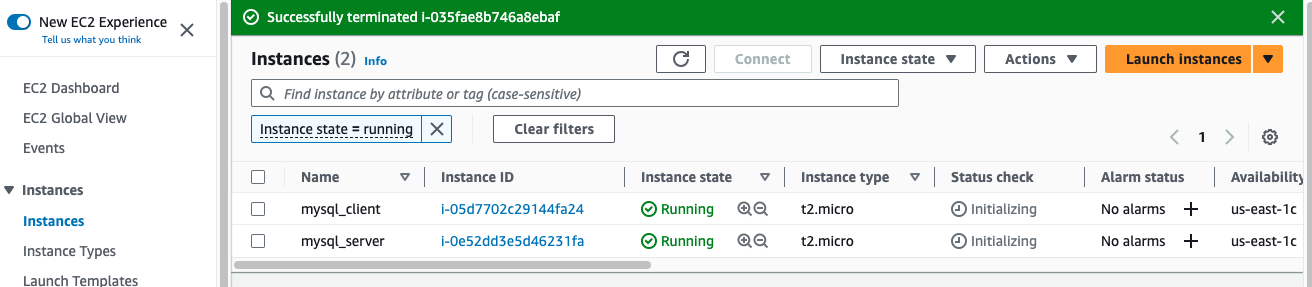 New EC2 Experience
Tell us what you think
EC2 Dashboard
EC2 Global View
Events
Instances
Instances
Instance Types
Launch Templates
Successfully terminated i-035fae8b746a8ebaf
Instances (2) Info
Connect Instance state Actions Launch instances
Find instance by attribute or tag (case-sensitive)
Instance state = running Clear filters
1
Name Instance ID Instance state Instance type Status check Alarm status Availability
mysql_client i-05d7702c29144fa24 Running t2.micro Initializing No alarms us-east-1c
mysql_server i-0e52dd3e5d46231fa Running t2.micro Initializing No alarms us-east-1c